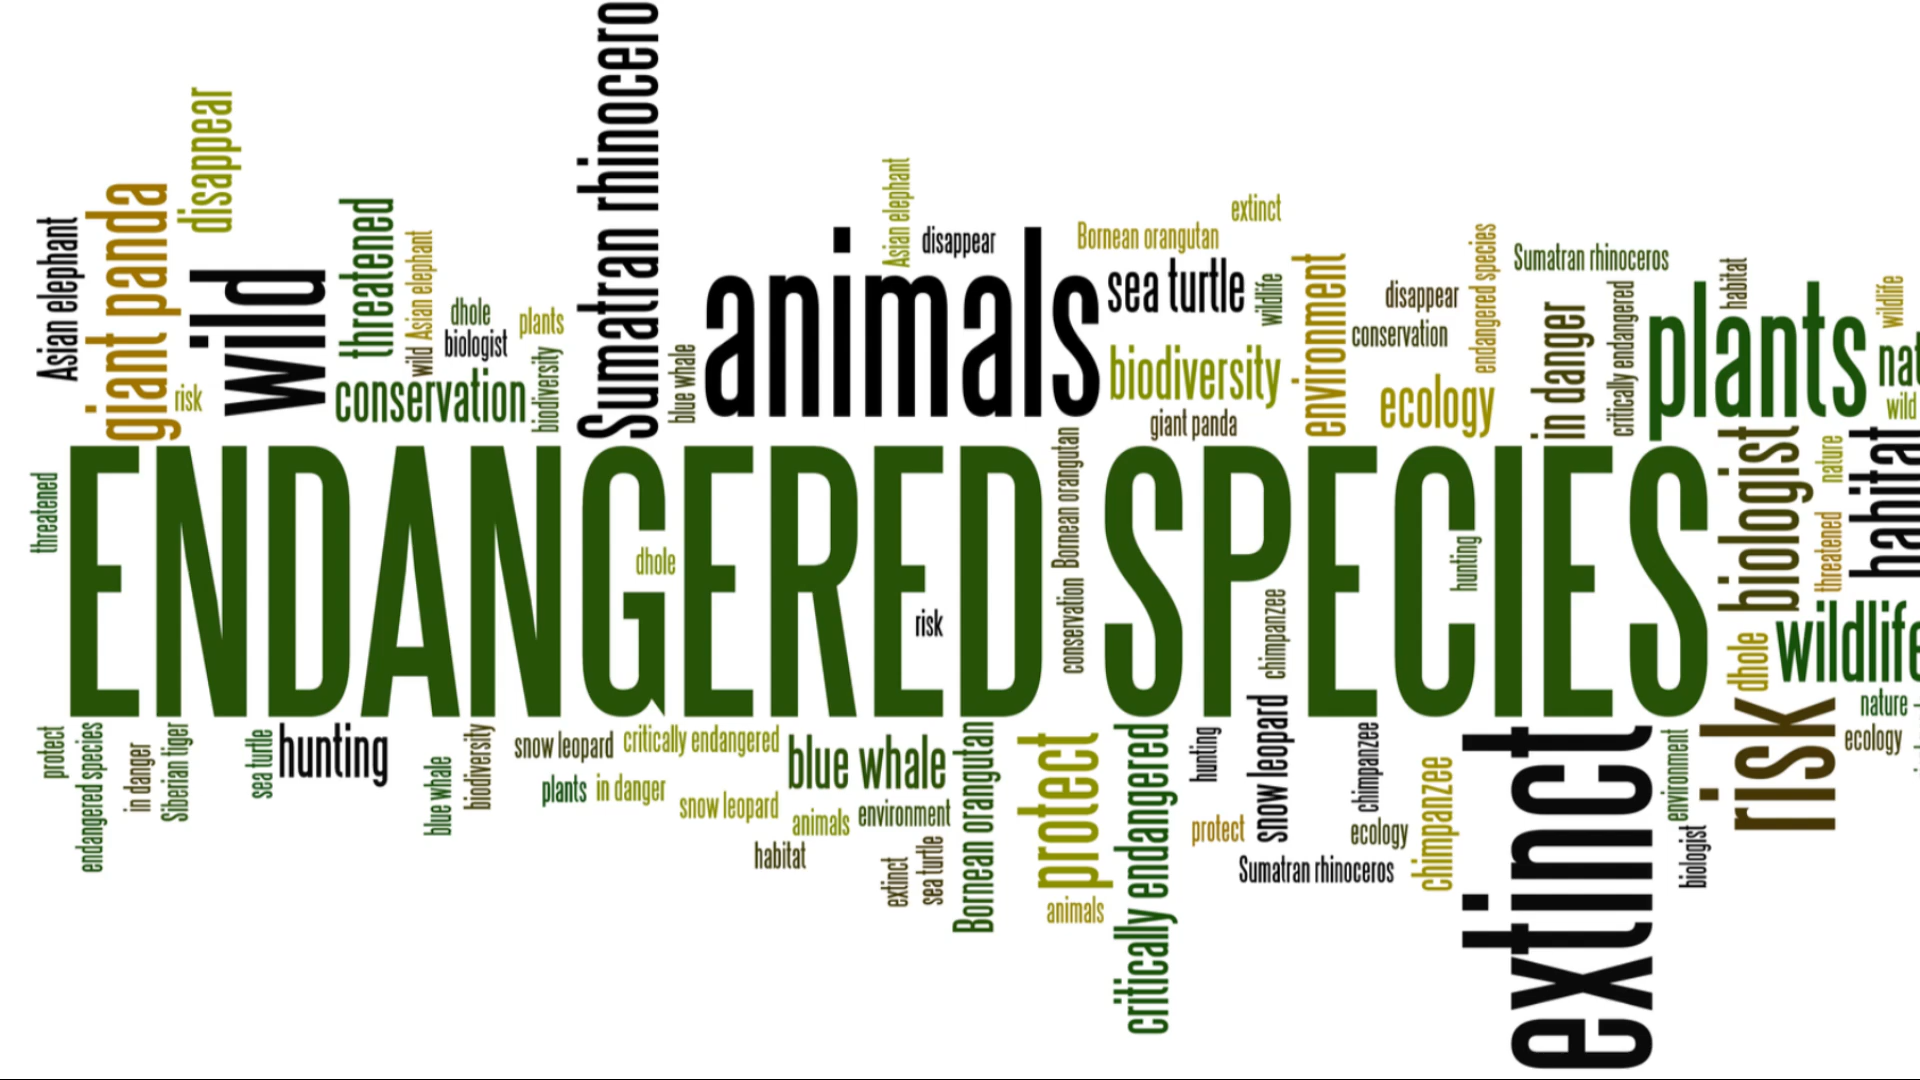 Sumatran rhinocero
disappear
Asian elephant
giant panda
wild
threatened
wild Asian elephant
dhole
biologist
plants
risk
conservation
biodiversity
blue whale
animals
Asian elephant
disappear
Bornean orangutan
extinct
sea turtle
wildlife
biodiversity
giant panda
environment
disappear
conservation
endangered species
ecology
Sumatran rhinoceros
in danger
critically endangered
habitat
plants
wildlife
nat
wild
threatened
ENDANGERED SPECIES
dhole
risk
Bornean orangutan
conservation
chimpanzee
hunting
biologist
nature
threatened
habitat
dhole
wildlife
nature
ecology
risk
protect
endangered species
in danger
Siberian tiger
sea turtle
hunting
blue whale
biodiversity
snow leopard
critically endangered
plants
in danger
snow leopard
blue whale
animals
environment
habitat
extinct
sea turtle
Bornean orangutan
protect
animals
critically endangered
hunting
protect
snow leopard
Sumatran rhinoceros
chimpanzee
ecology
chimpanzee
extinct
environment
biologist